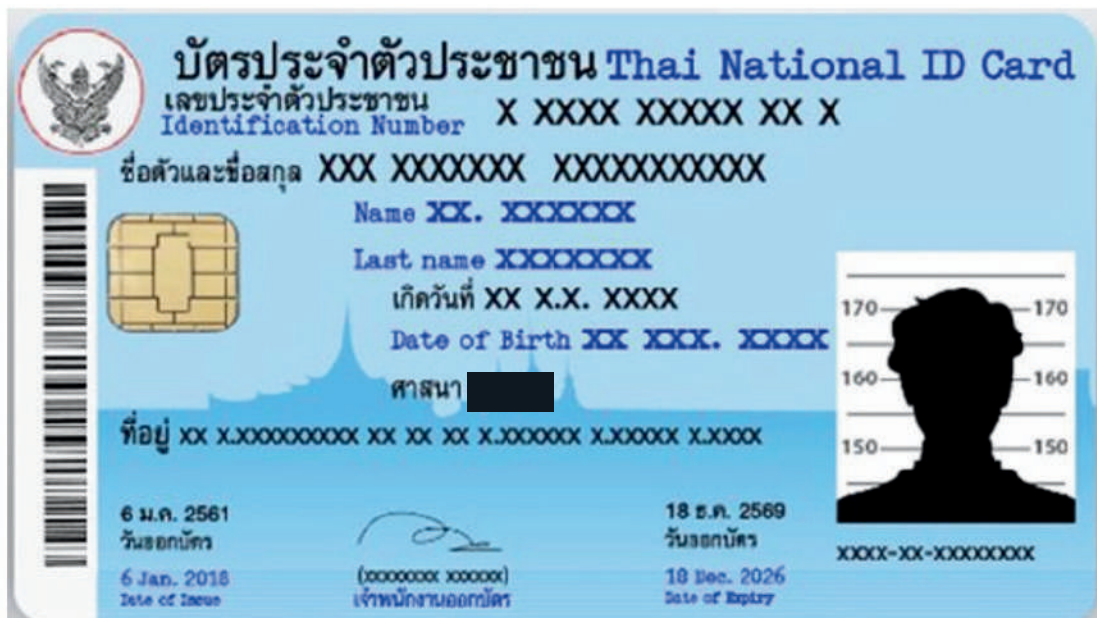 บัตรประจำตัวประชาชน Thai National ID Card
เลขประจำตัวประชาชน
Identification Number X XXXX XXXXX XX X
ชื่อตัวและชื่อสกุล XXX XXXXXXX XXXXXXXXXXX
Name XX. XXXXXX
Last name XXXXXXXX
เกิดวันที่ XX X.X. XXXX
Date of Birth XX XXX. XXXX
ศาสนา
ที่อยู่ XX X.XXXXXXXXX XX XX XX X.XXXXXX X.XXXXX X.XXXX
170 170
160 160
150 150
6 ม.ค. 2561
วันออกบัตร
6 Jan. 2018
Date of Issue
(XXXXXXXX XXXXXX)
เจ้าพนักงานออกบัตร
18 ธ.ค. 2569
วันออกบัตร
18 Dec. 2026
Date of Expiry
XXXX-XX-XXXXXXXX